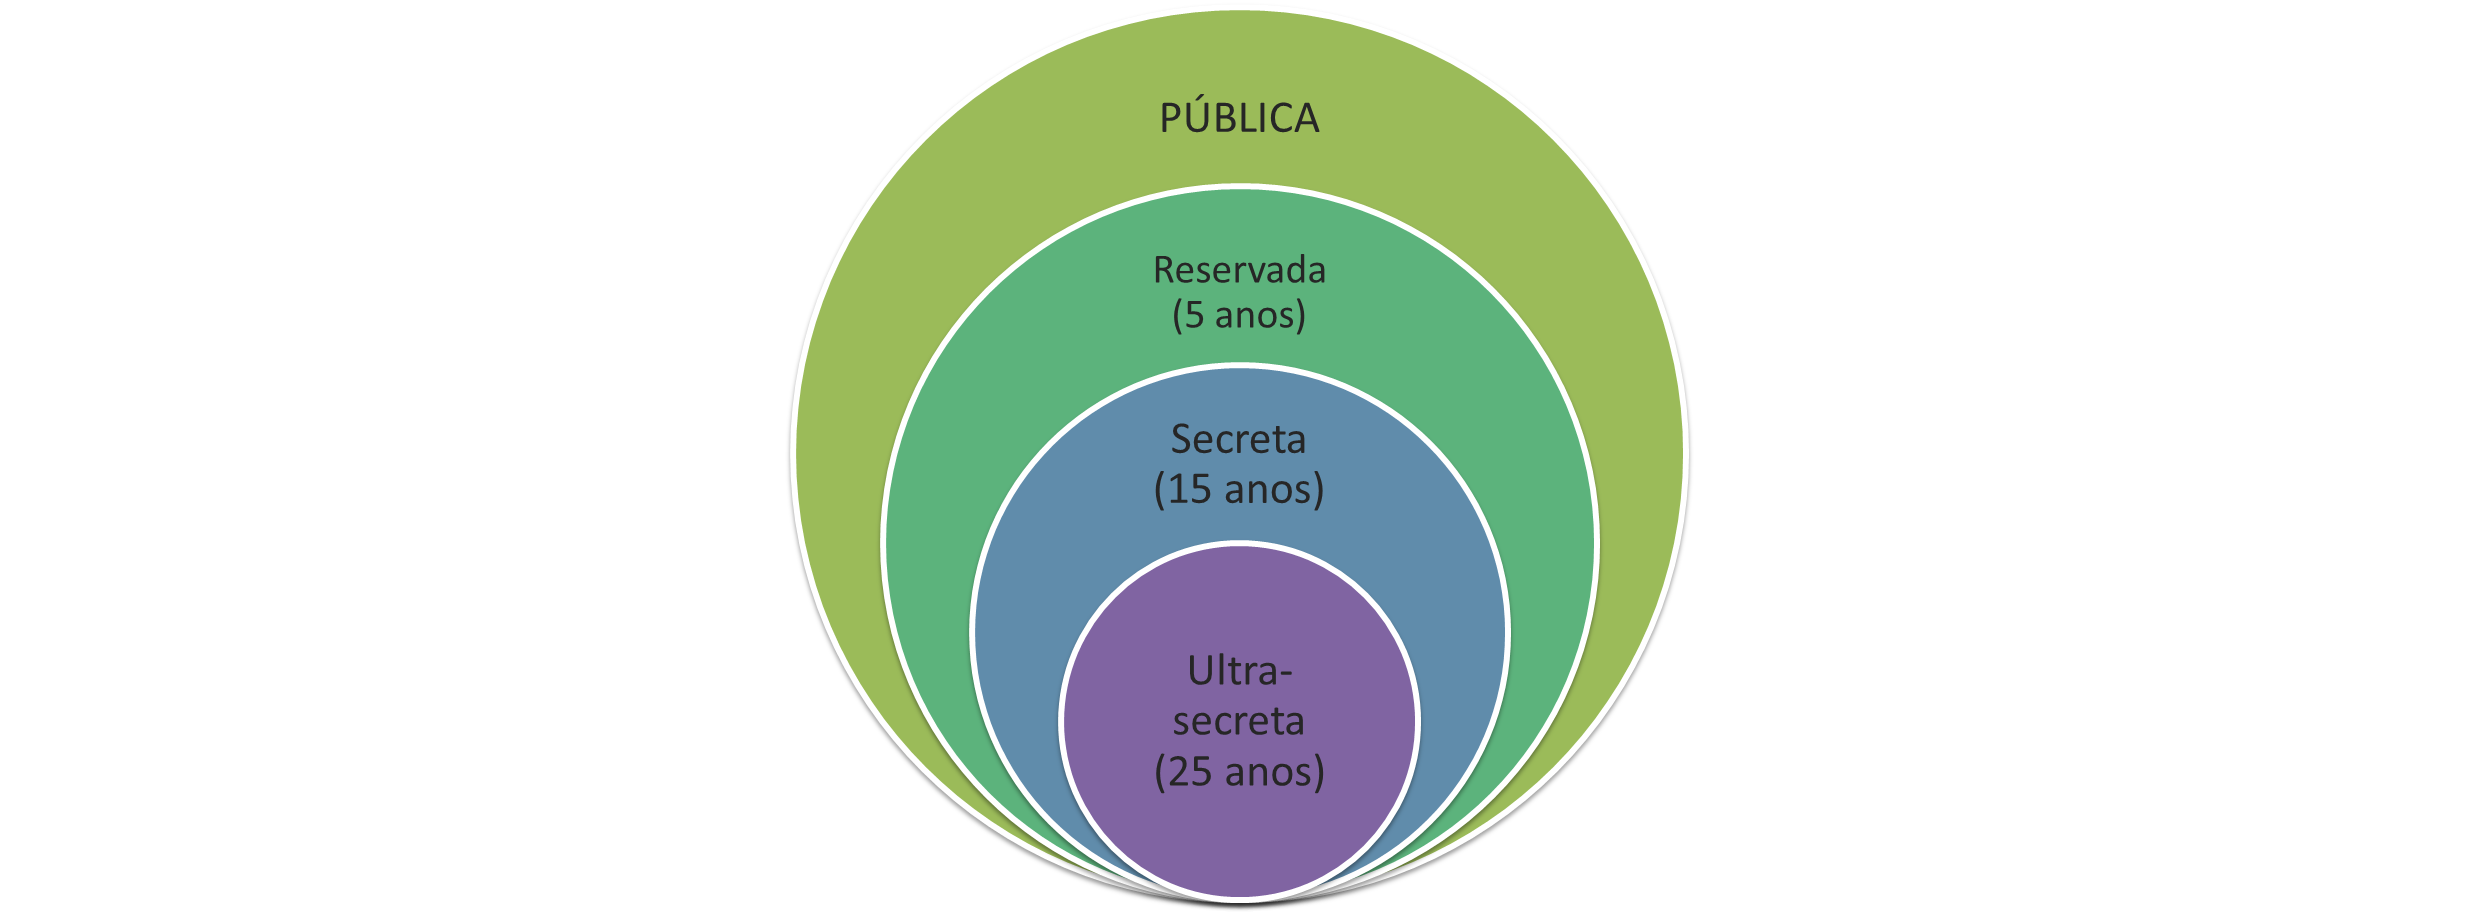 PÚBLICA
Reservada
(5 anos)
Secreta
(15 anos)
Ultra-
secreta
(25 anos)